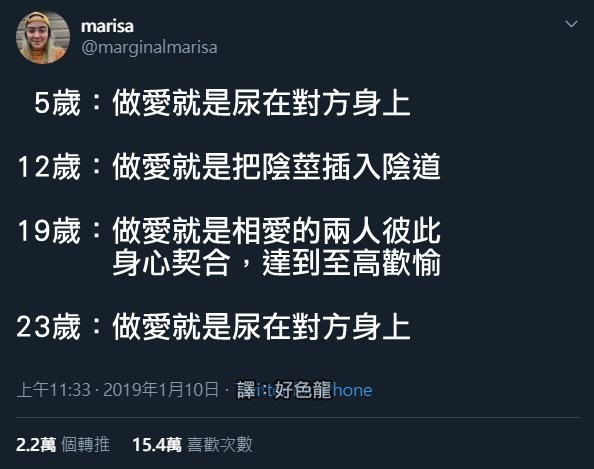 marisa
@marginalmarisa
5歲：做愛就是尿在對方身上
12歲：做愛就是把陰莖插入陰道
19歲：做愛就是相愛的兩人彼此
身心契合，達到至高歡愉
23歲：做愛就是尿在對方身上
上午11:33 · 2019年1月10日 · 譯：好色龍
2.2萬 個轉推 15.4萬 喜歡次數